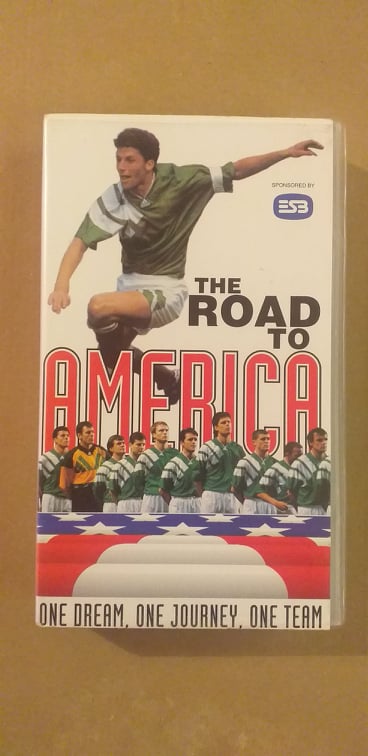 SPONSORED BY
ESB
THE
ROAD
TO
AMERICA
ONE DREAM, ONE JOURNEY, ONE TEAM